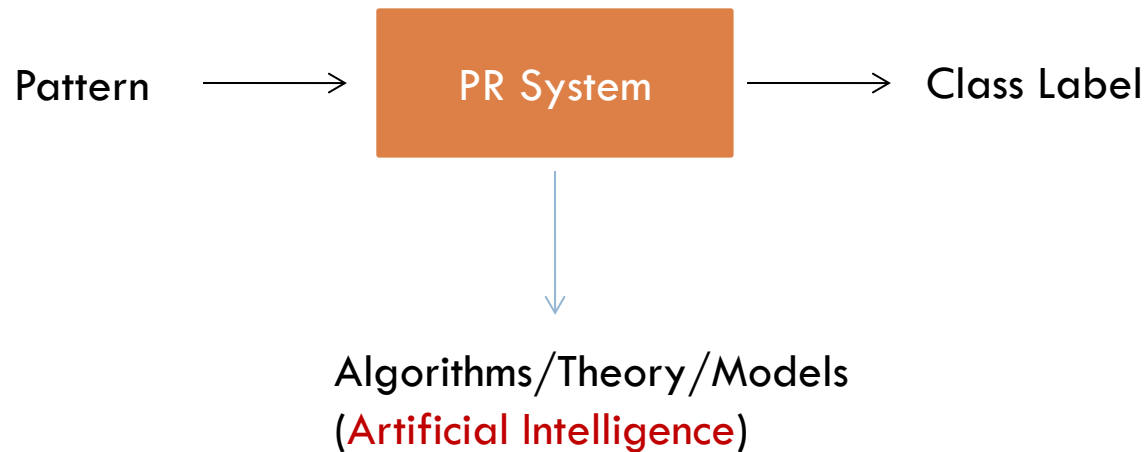 Pattern
PR System
Class Label
Algorithms/Theory/Models
(Artificial Intelligence)